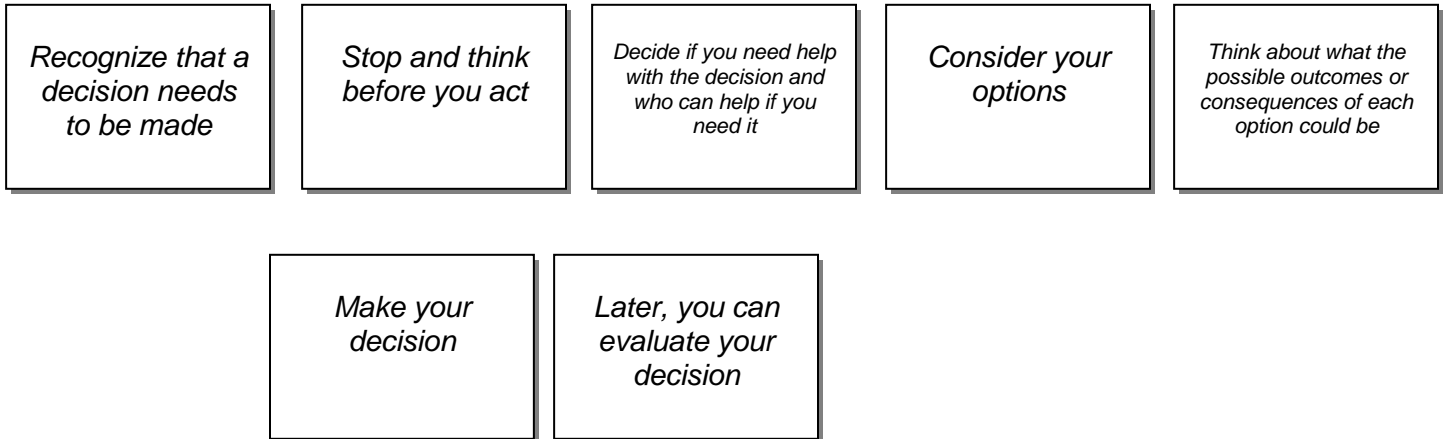 Recognize that a
decision needs
to be made
Stop and think
before you act
Decide if you need help
with the decision and
who can help if you
need it
Consider your
options
Think about what the
possible outcomes or
consequences of each
option could be
Make your
decision
Later, you can
evaluate your
decision